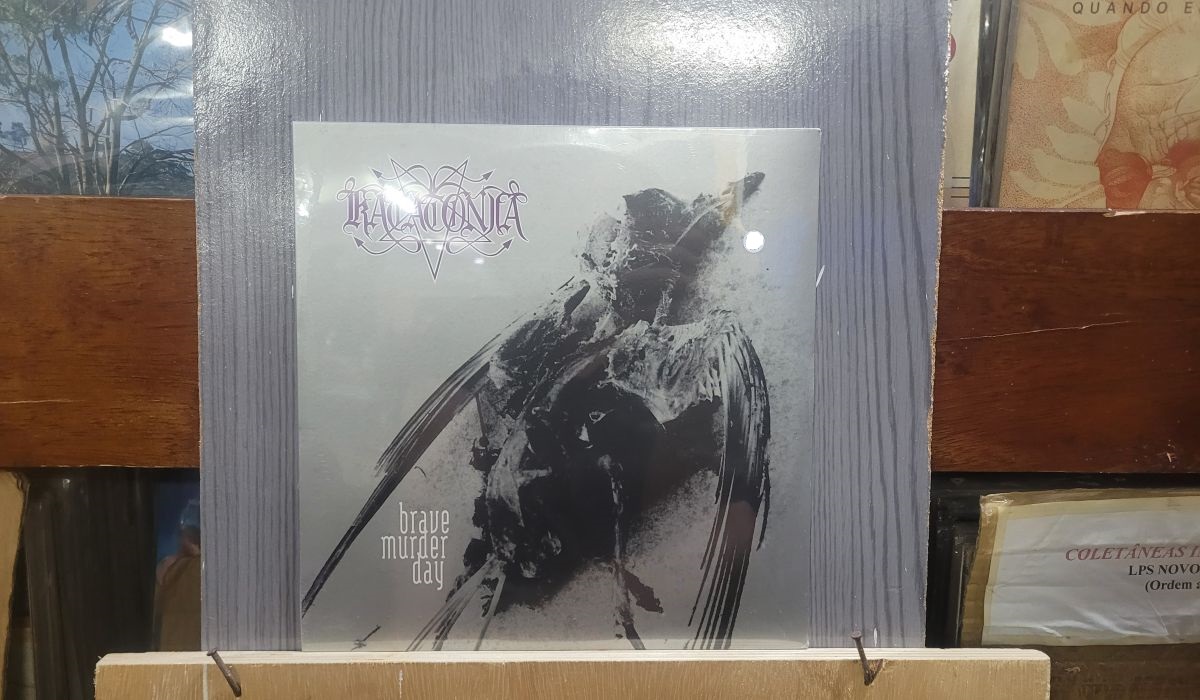 QUANDO E
KATATONIA
brave
murder
day
COLETÂNEAS
LPS NOVO
(Ordem a